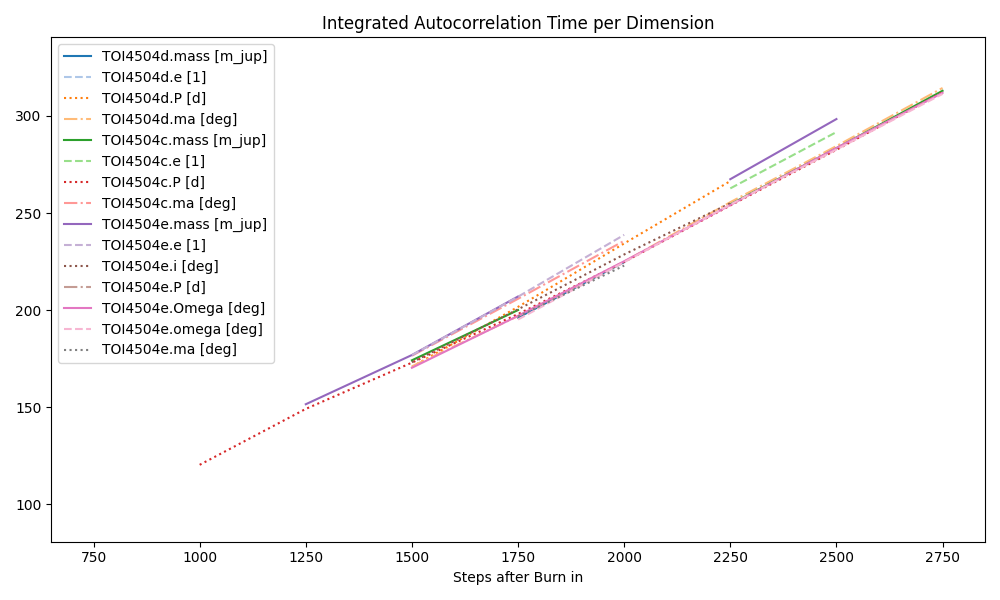 Integrated Autocorrelation Time per Dimension
TOI4504d.mass [m_jup]
TOI4504d.e [1]
TOI4504d.P [d]
TOI4504d.ma [deg]
TOI4504c.mass [m_jup]
TOI4504c.e [1]
TOI4504c.P [d]
TOI4504c.ma [deg]
TOI4504e.mass [m_jup]
TOI4504e.e [1]
TOI4504e.i [deg]
TOI4504e.P [d]
TOI4504e.Omega [deg]
TOI4504e.omega [deg]
TOI4504e.ma [deg]
300
250
200
150
100
750 1000 1250 1500 1750 2000 2250 2500 2750
Steps after Burn in